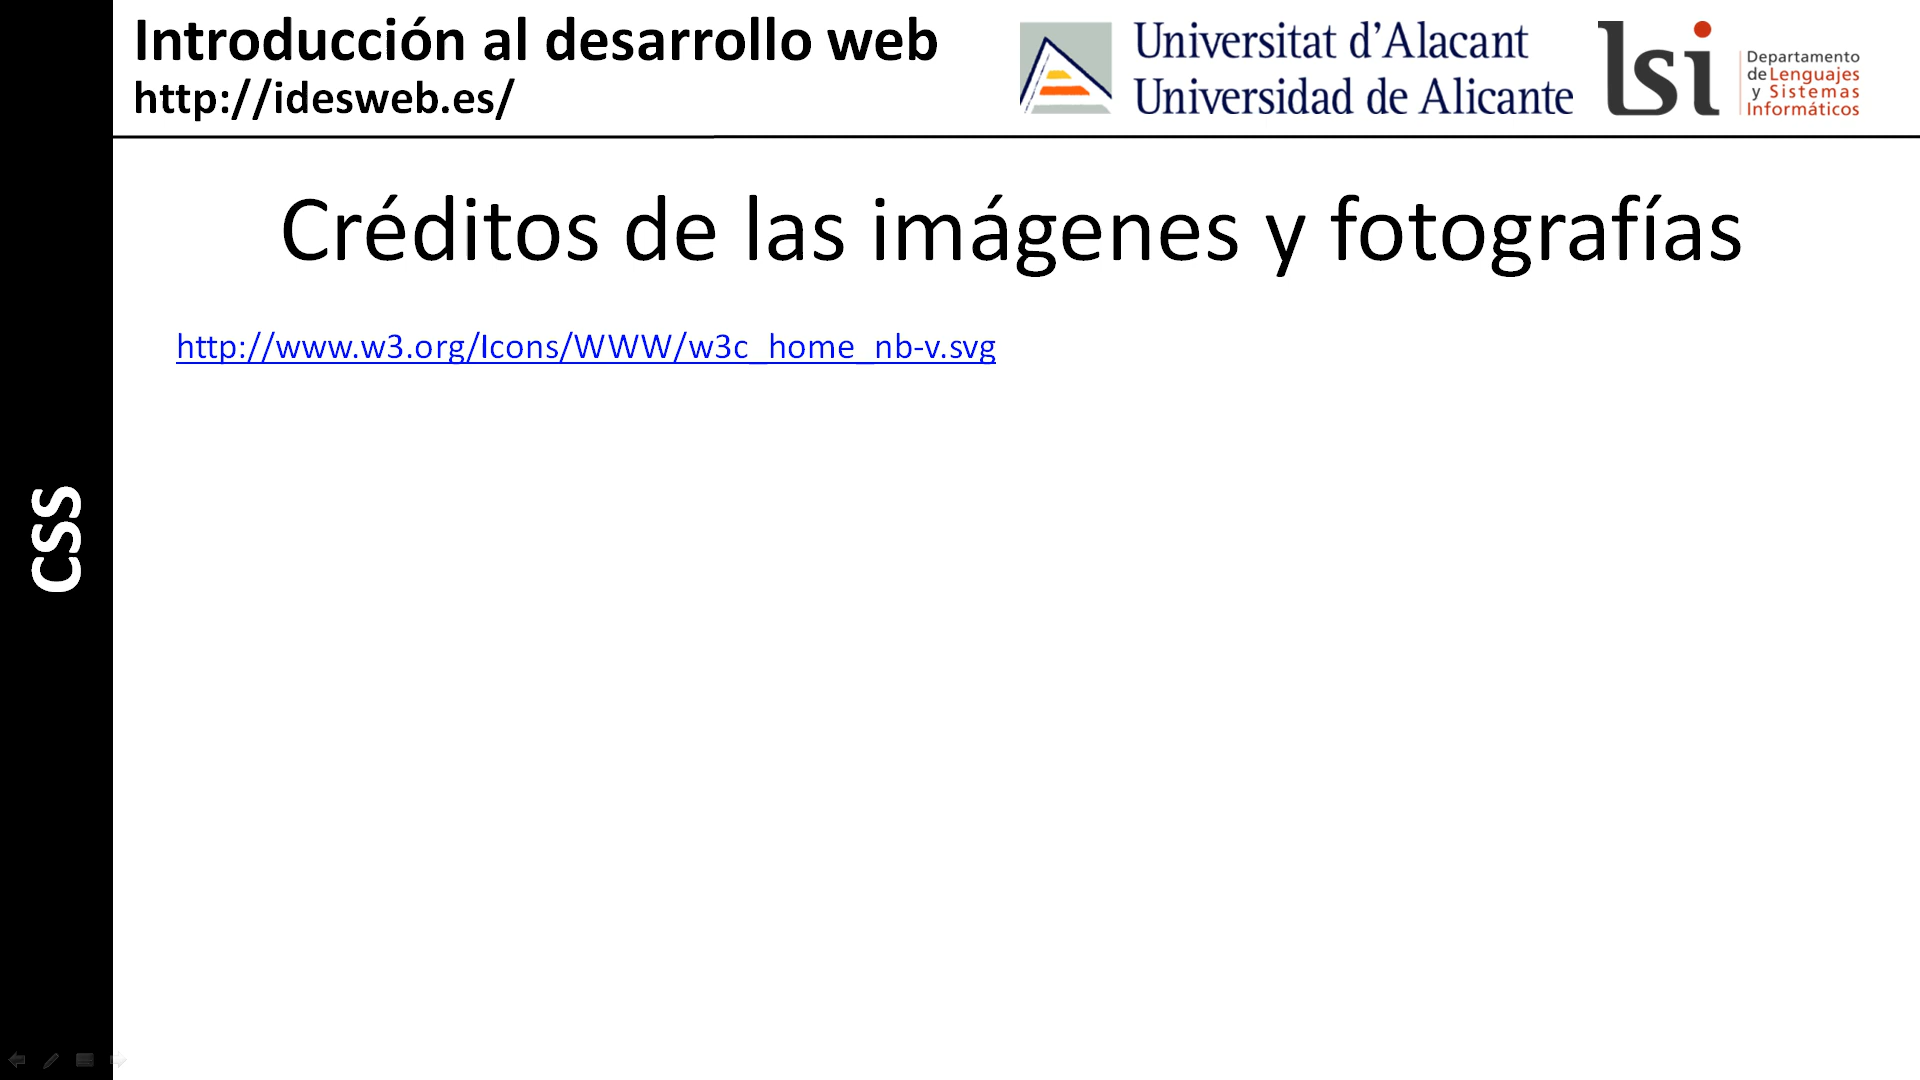 Introducción al desarrollo web
http://idesweb.es/
Universitat d’Alacant
Universidad de Alicante
lsi
Departamento
de Lenguajes
y Sistemas
Informáticos
Créditos de las imágenes y fotografías
http://www.w3.org/Icons/WWW/w3c_home_nb-v.svg
CSS